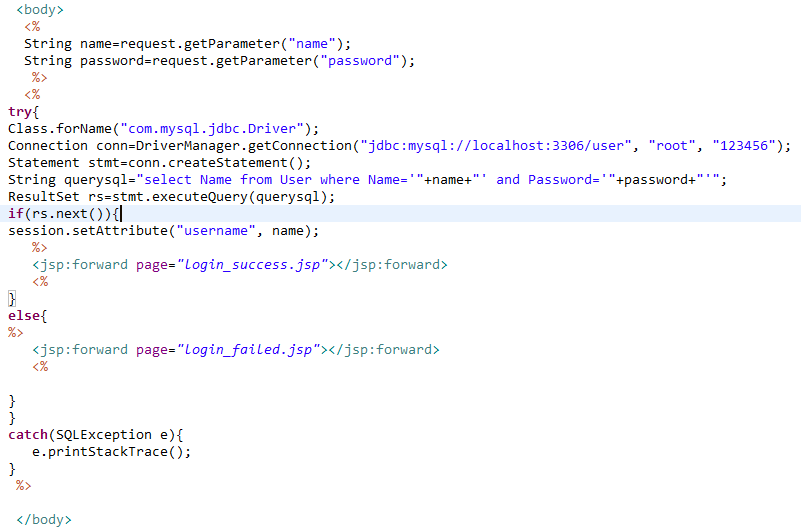 <body>
<%
String name=request.getParameter("name");
String password=request.getParameter("password");
%>
<%
try{
Class.forName("com.mysql.jdbc.Driver");
Connection conn=DriverManager.getConnection("jdbc:mysql://localhost:3306/user", "root", "123456");
Statement stmt=conn.createStatement();
String querysql="select Name from User where Name='"+name+"' and Password='"+password+"'";
ResultSet rs=stmt.executeQuery(querysql);
if(rs.next()){
session.setAttribute("username", name);
%>
<jsp:forward page="login_success.jsp"></jsp:forward>
<%
}
else{
%>
<jsp:forward page="login_failed.jsp"></jsp:forward>
<%
}
}
catch(SQLException e){
e.printStackTrace();
}
%>
</body>